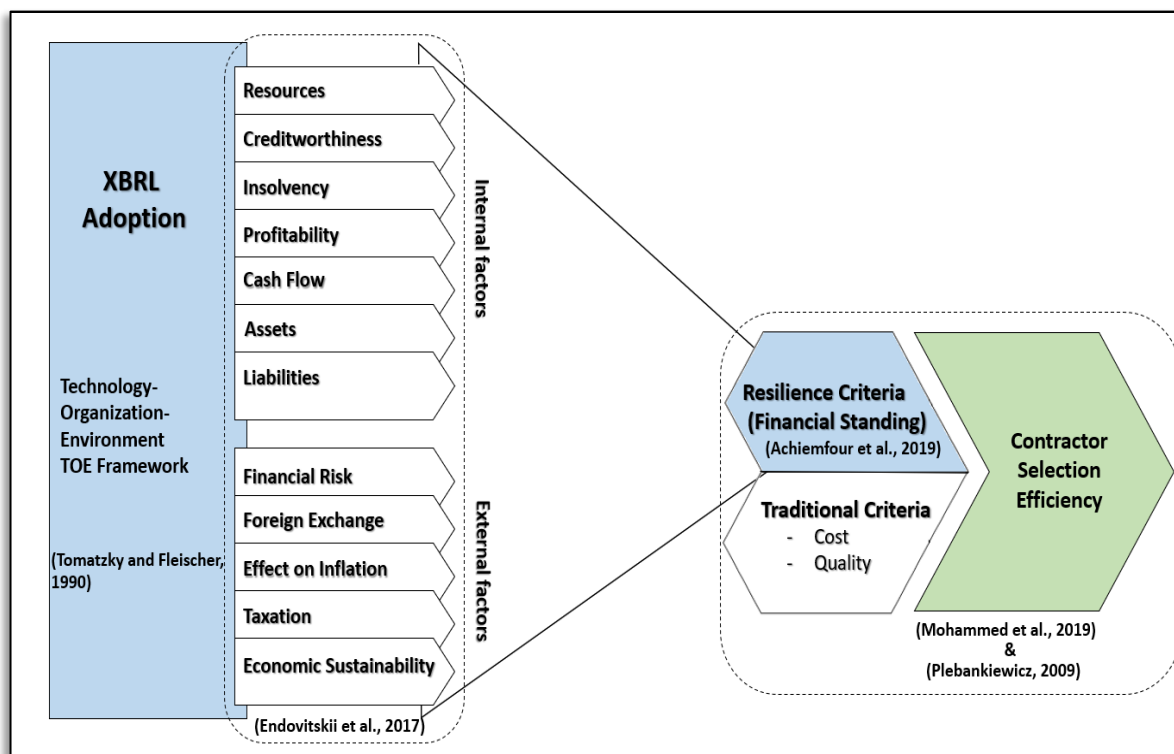 XBRL
Adoption
Technology-
Organization-
Environment
TOE Framework
(Tomatzky and Fleischer,
1990)
Resources
Creditworthiness
Insolvency
Profitability
Cash Flow
Assets
Liabilities
Internal factors
Financial Risk
Foreign Exchange
Effect on Inflation
Taxation
Economic Sustainability
External factors
(Endovitskii et al., 2017)
Resilience Criteria
(Financial Standing)
(Achiemfour et al., 2019)
Traditional Criteria
- Cost
- Quality
Contractor
Selection
Efficiency
(Mohammed et al., 2019)
&
(Plebankiewicz, 2009)